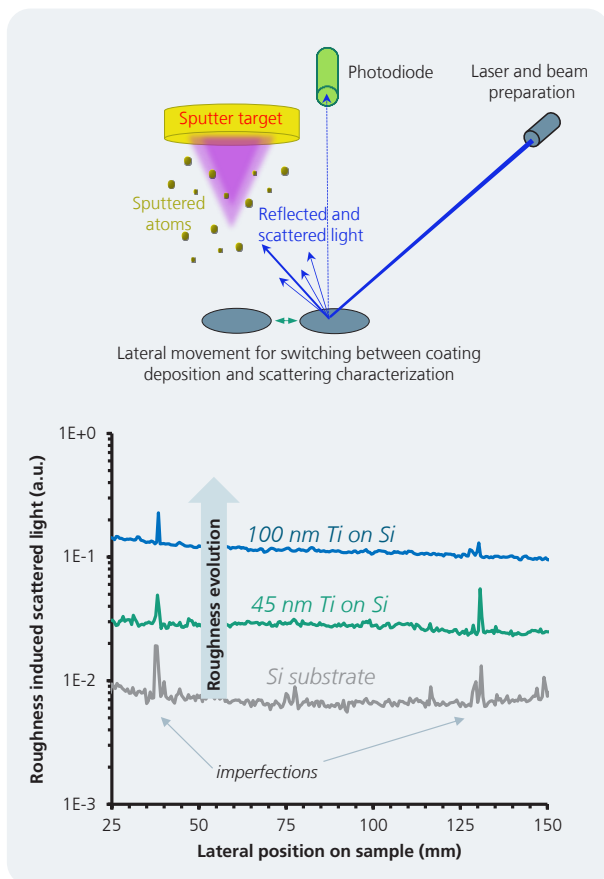 Photodiode
Laser and beam
preparation
Sputter target
Sputtered
atoms
Reflected and
scattered light
Lateral movement for switching between coating
deposition and scattering characterization
Roughness induced scattered light (a.u.)
1E+0
1E-1
1E-2
1E-3
Roughness evolution
100 nm Ti on Si
45 nm Ti on Si
Si substrate
imperfections
25 50 75 100 125 150
Lateral position on sample (mm)